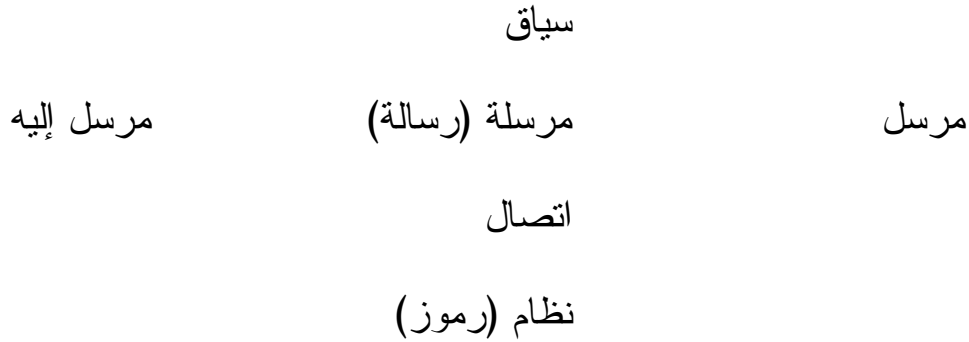 سياق
مرسل مرسلة (رسالة) مرسل إليه
اتصال
نظام (رموز)